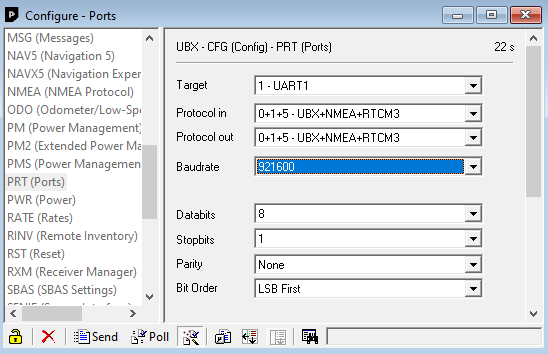 Configure - Ports
MSG (Messages)
NAV5 (Navigation 5)
NAVX5 (Navigation Exper
NMEA (NMEA Protocol)
ODO (Odometer/Low-Sp
PM (Power Management)
PM2 (Extended Power Ma
PMS (Power Managemen
PRT (Ports)
PWR (Power)
RATE (Rates)
RINV (Remote Inventory)
RST (Reset)
RXM (Receiver Manager)
SBAS (SBAS Settings)
UBX - CFG (Config) - PRT (Ports) 22 s
Target 1 - UART1
Protocol in 0+1+5 - UBX+NMEA+RTCM3
Protocol out 0+1+5 - UBX+NMEA+RTCM3
Baudrate 921600
Databits 8
Stopbits 1
Parity None
Bit Order LSB First
Send Poll